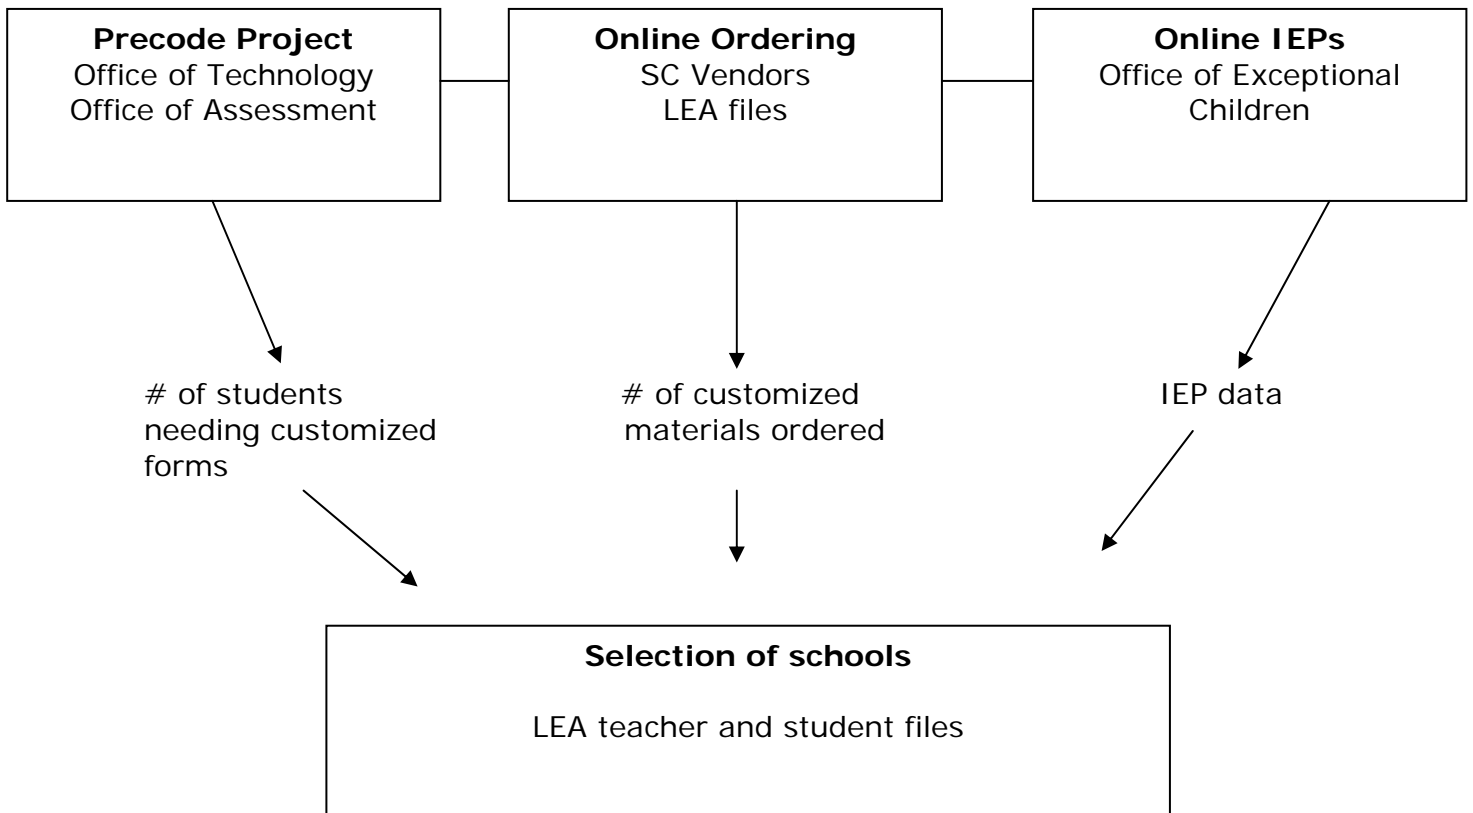 Precode Project
Office of Technology
Office of Assessment
Online Ordering
SC Vendors
LEA files
Online IEPs
Office of Exceptional
Children
# of students
needing customized
forms
# of customized
materials ordered
IEP data
Selection of schools
LEA teacher and student files